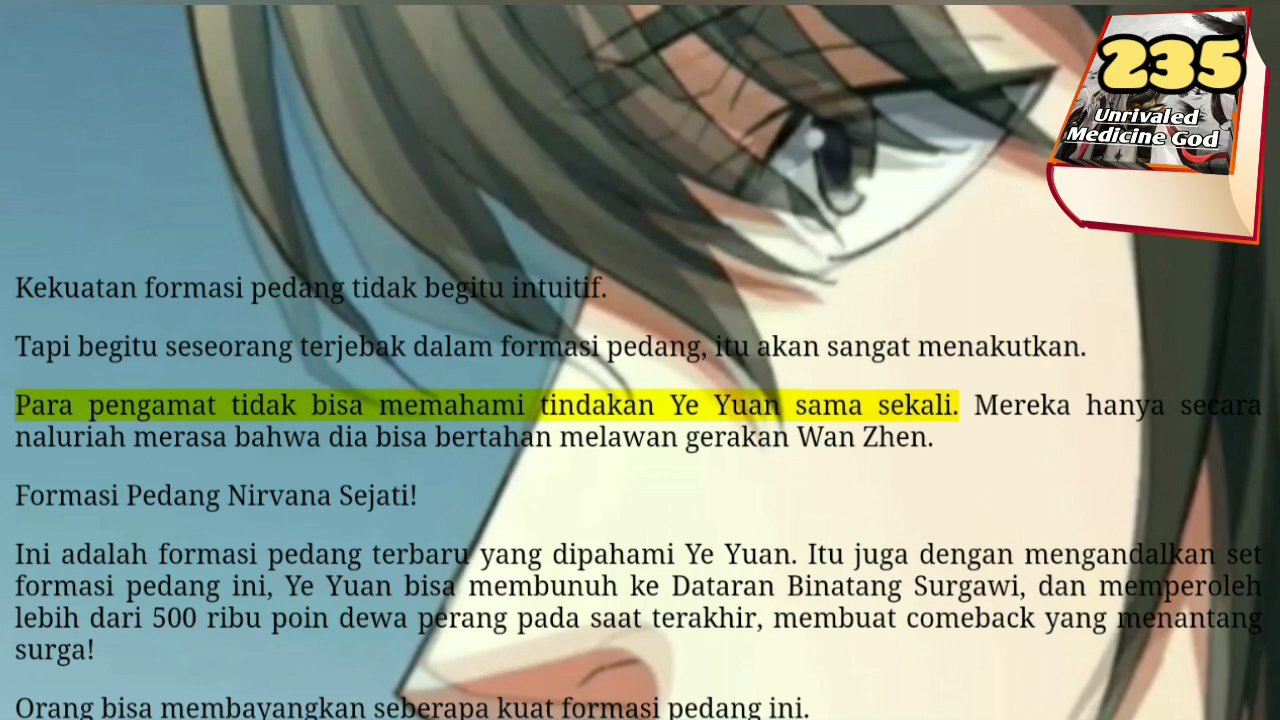 235
Unrivaled
Medicine God
Kekuatan formasi pedang tidak begitu intuitif.
Tapi begitu seseorang terjebak dalam formasi pedang, itu akan sangat menakutkan.
Para pengamat tidak bisa memahami tindakan Ye Yuan sama sekali. Mereka hanya secara
naluriah merasa bahwa dia bisa bertahan melawan gerakan Wan Zhen.
Formasi Pedang Nirvana Sejati!
Ini adalah formasi pedang terbaru yang dipahami Ye Yuan. Itu juga dengan mengandalkan set
formasi pedang ini, Ye Yuan bisa membunuh ke Dataran Binatang Surgawi, dan memperoleh
lebih dari 500 ribu poin dewa perang pada saat terakhir, membuat comeback yang menantang
surga!
Orang bisa membayangkan seberapa kuat formasi pedang ini.